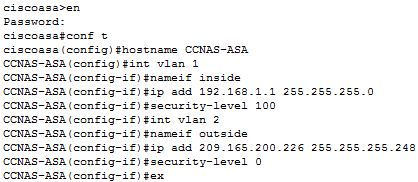 ciscoasa>en
Password:
ciscoasa#conf t
ciscoasa(config)#hostname CCNAS-ASA
CCNAS-ASA(config)#int vlan 1
CCNAS-ASA(config-if)#nameif inside
CCNAS-ASA(config-if)#ip add 192.168.1.1 255.255.255.0
CCNAS-ASA(config-if)#security-level 100
CCNAS-ASA(config-if)#int vlan 2
CCNAS-ASA(config-if)#nameif outside
CCNAS-ASA(config-if)#ip add 209.165.200.226 255.255.255.248
CCNAS-ASA(config-if)#security-level 0
CCNAS-ASA(config-if)#ex